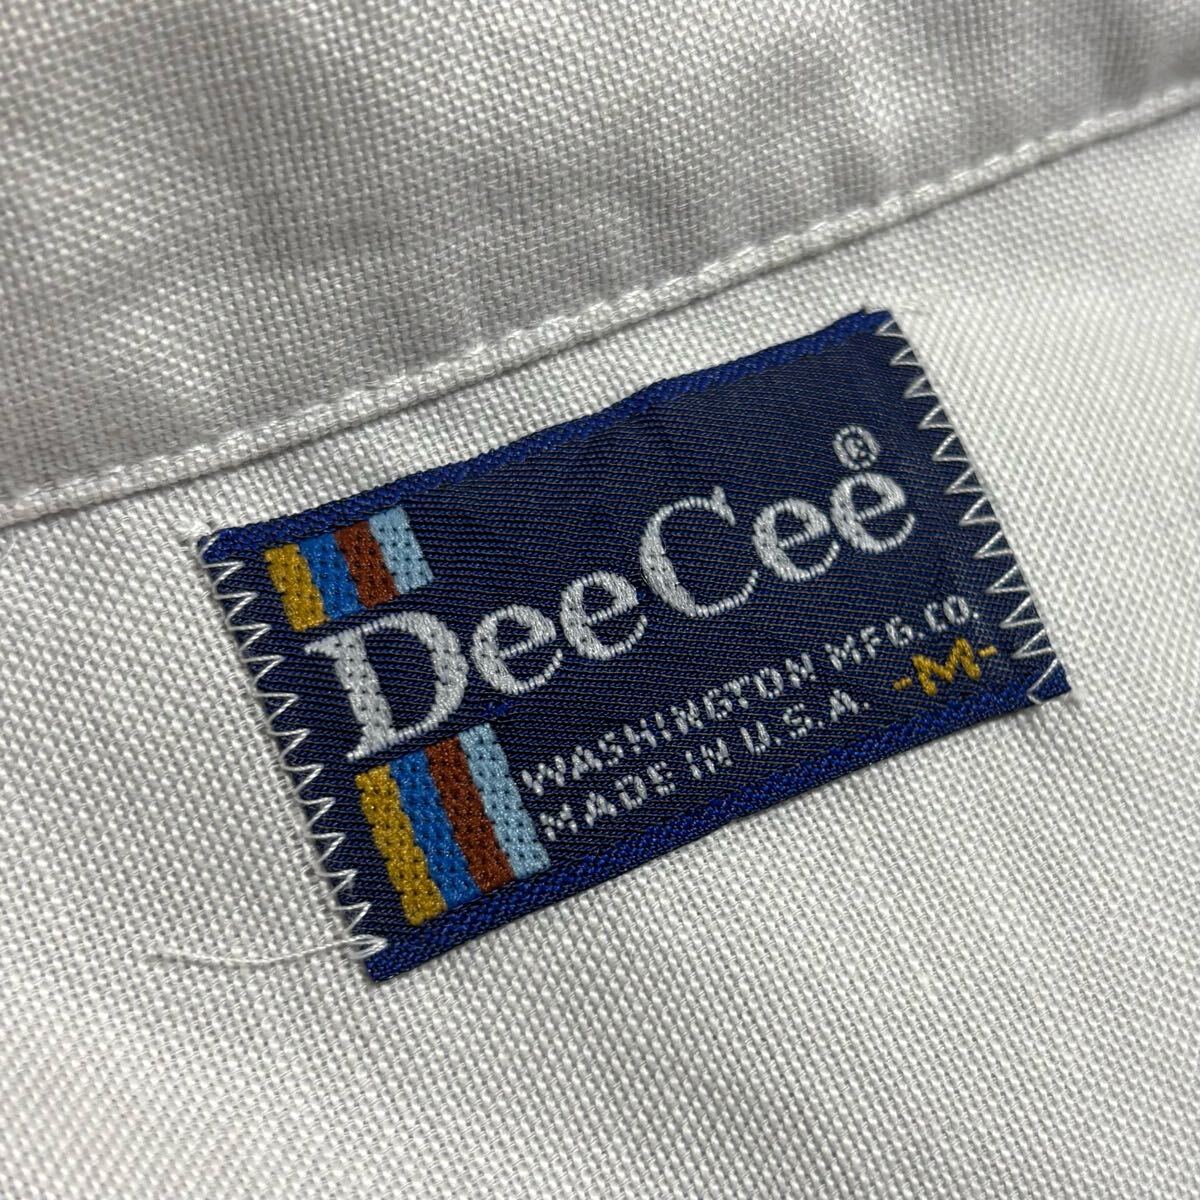 DeeCee®
WASHINGTON MFG. CO.
MADE IN U.S.A. -M-